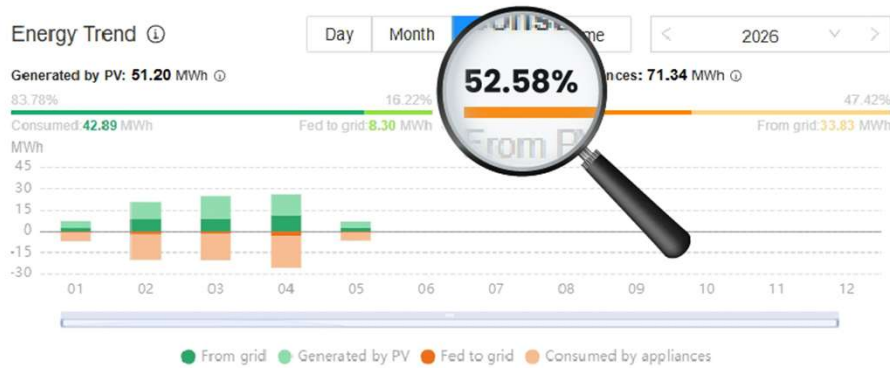 Energy Trend
Day Month me < 2026 >
Generated by PV: 51.20 MWh
nces: 71.34 MWh
83.78% 16.22% 52.58% 47.42%
Consumed:42.89 MWh Fed to grid:8.30 MWh From PV From grid:33.83 MWh
MWh
45
30
15
0
-15
-30
01 02 03 04 05 06 07 08 09 10 11 12
From grid Generated by PV Fed to grid Consumed by appliances